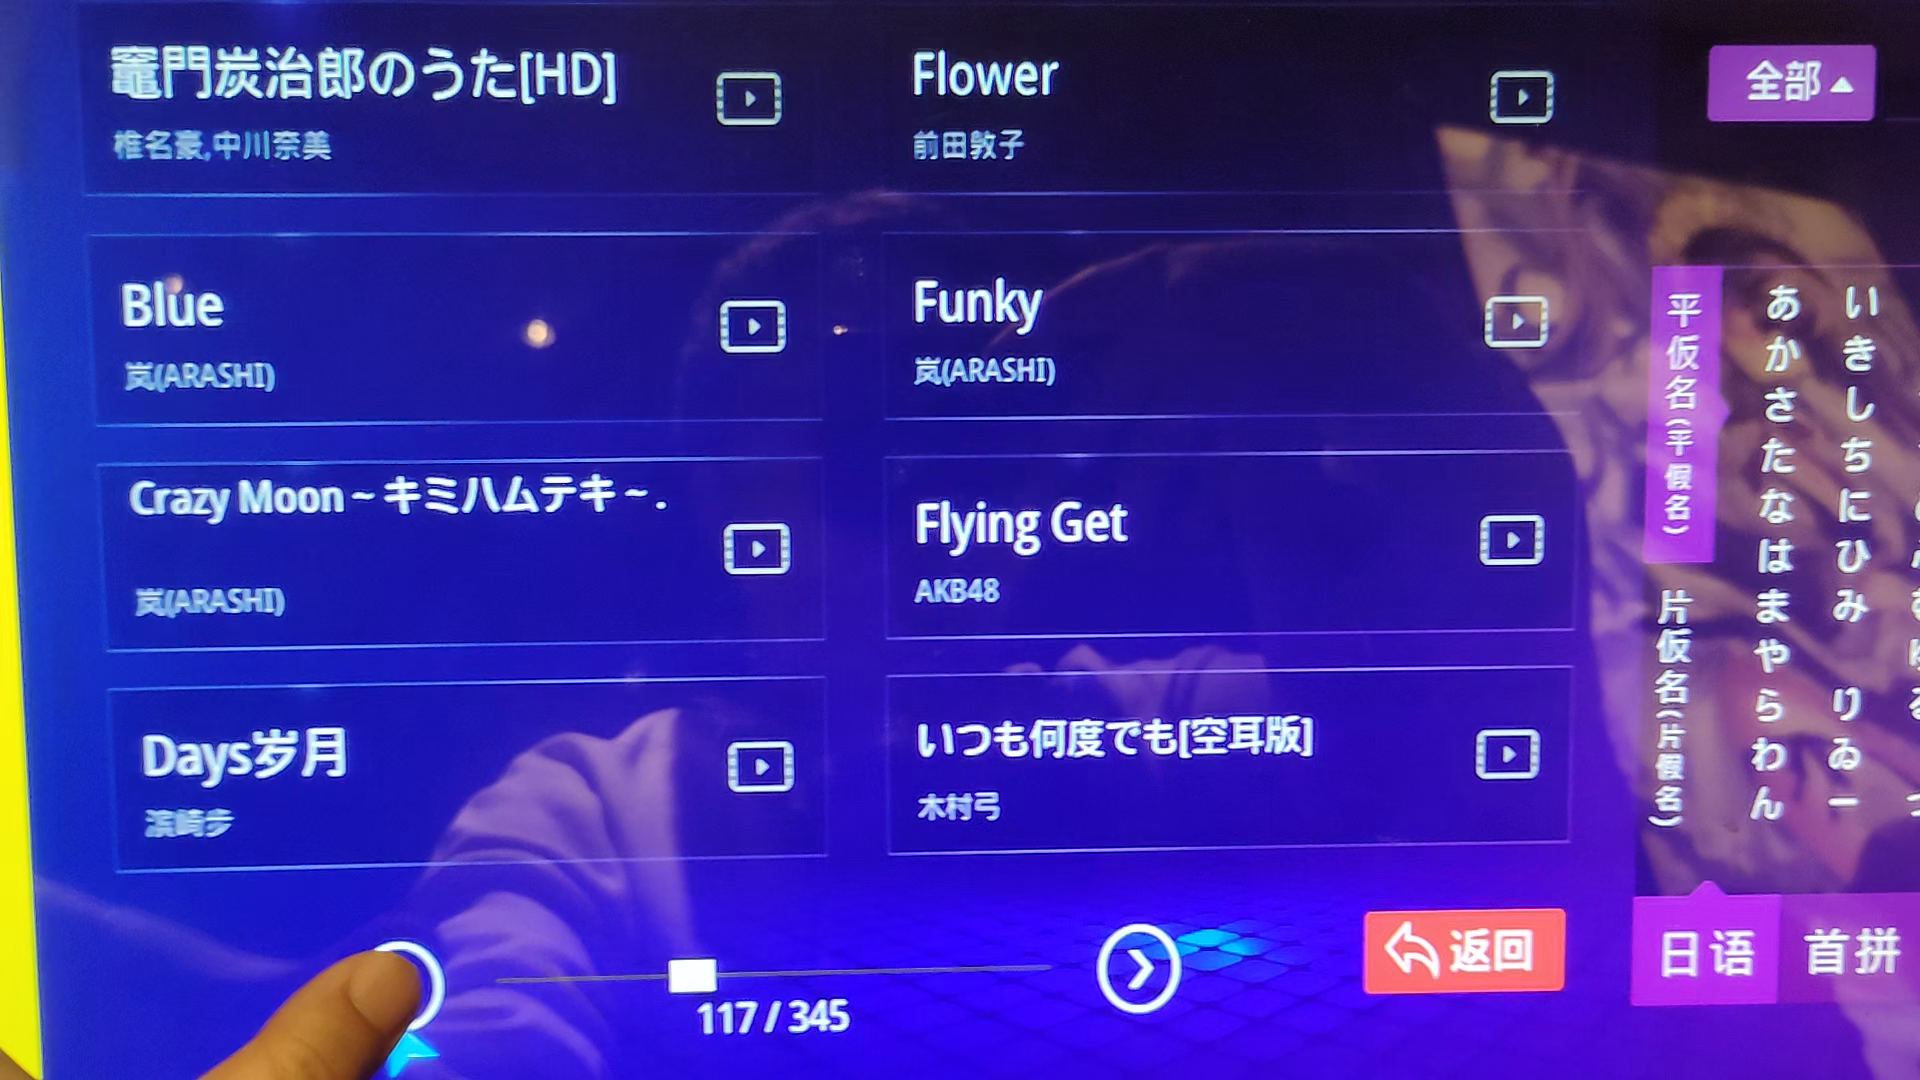 竈門炭治郎のうた[HD]
椎名豪,中川奈美
Flower
前田敦子
全部
Blue
岚(ARASHI)
Funky
岚(ARASHI)
Crazy Moon～キミハムテキ～.
岚(ARASHI)
Flying Get
AKB48
Days岁月
滨崎步
いつも何度でも[空耳版]
木村弓
平仮名(平假名)
片仮名(片假名)
あかさたなはまやらわん
いきしちにひみ りゐー
117 / 345
返回
日语
首拼